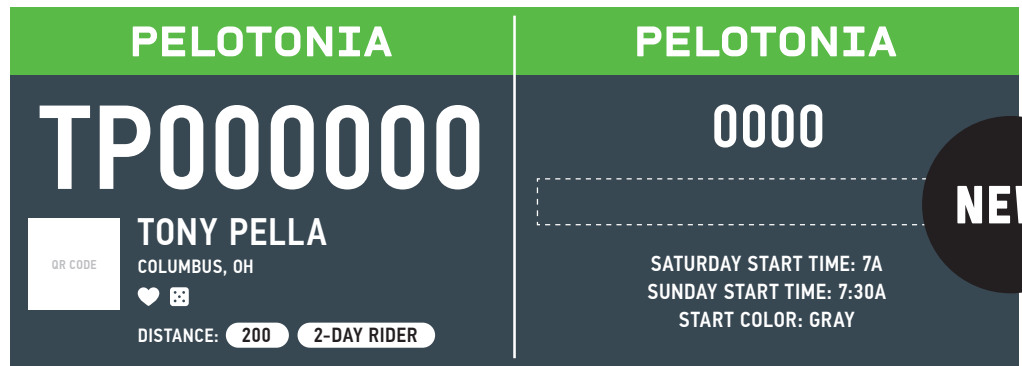 PELOTONIA
TP000000
QR CODE
TONY PELLA
COLUMBUS, OH
DISTANCE: 200 2-DAY RIDER
PELOTONIA
0000
SATURDAY START TIME: 7A
SUNDAY START TIME: 7:30A
START COLOR: GRAY